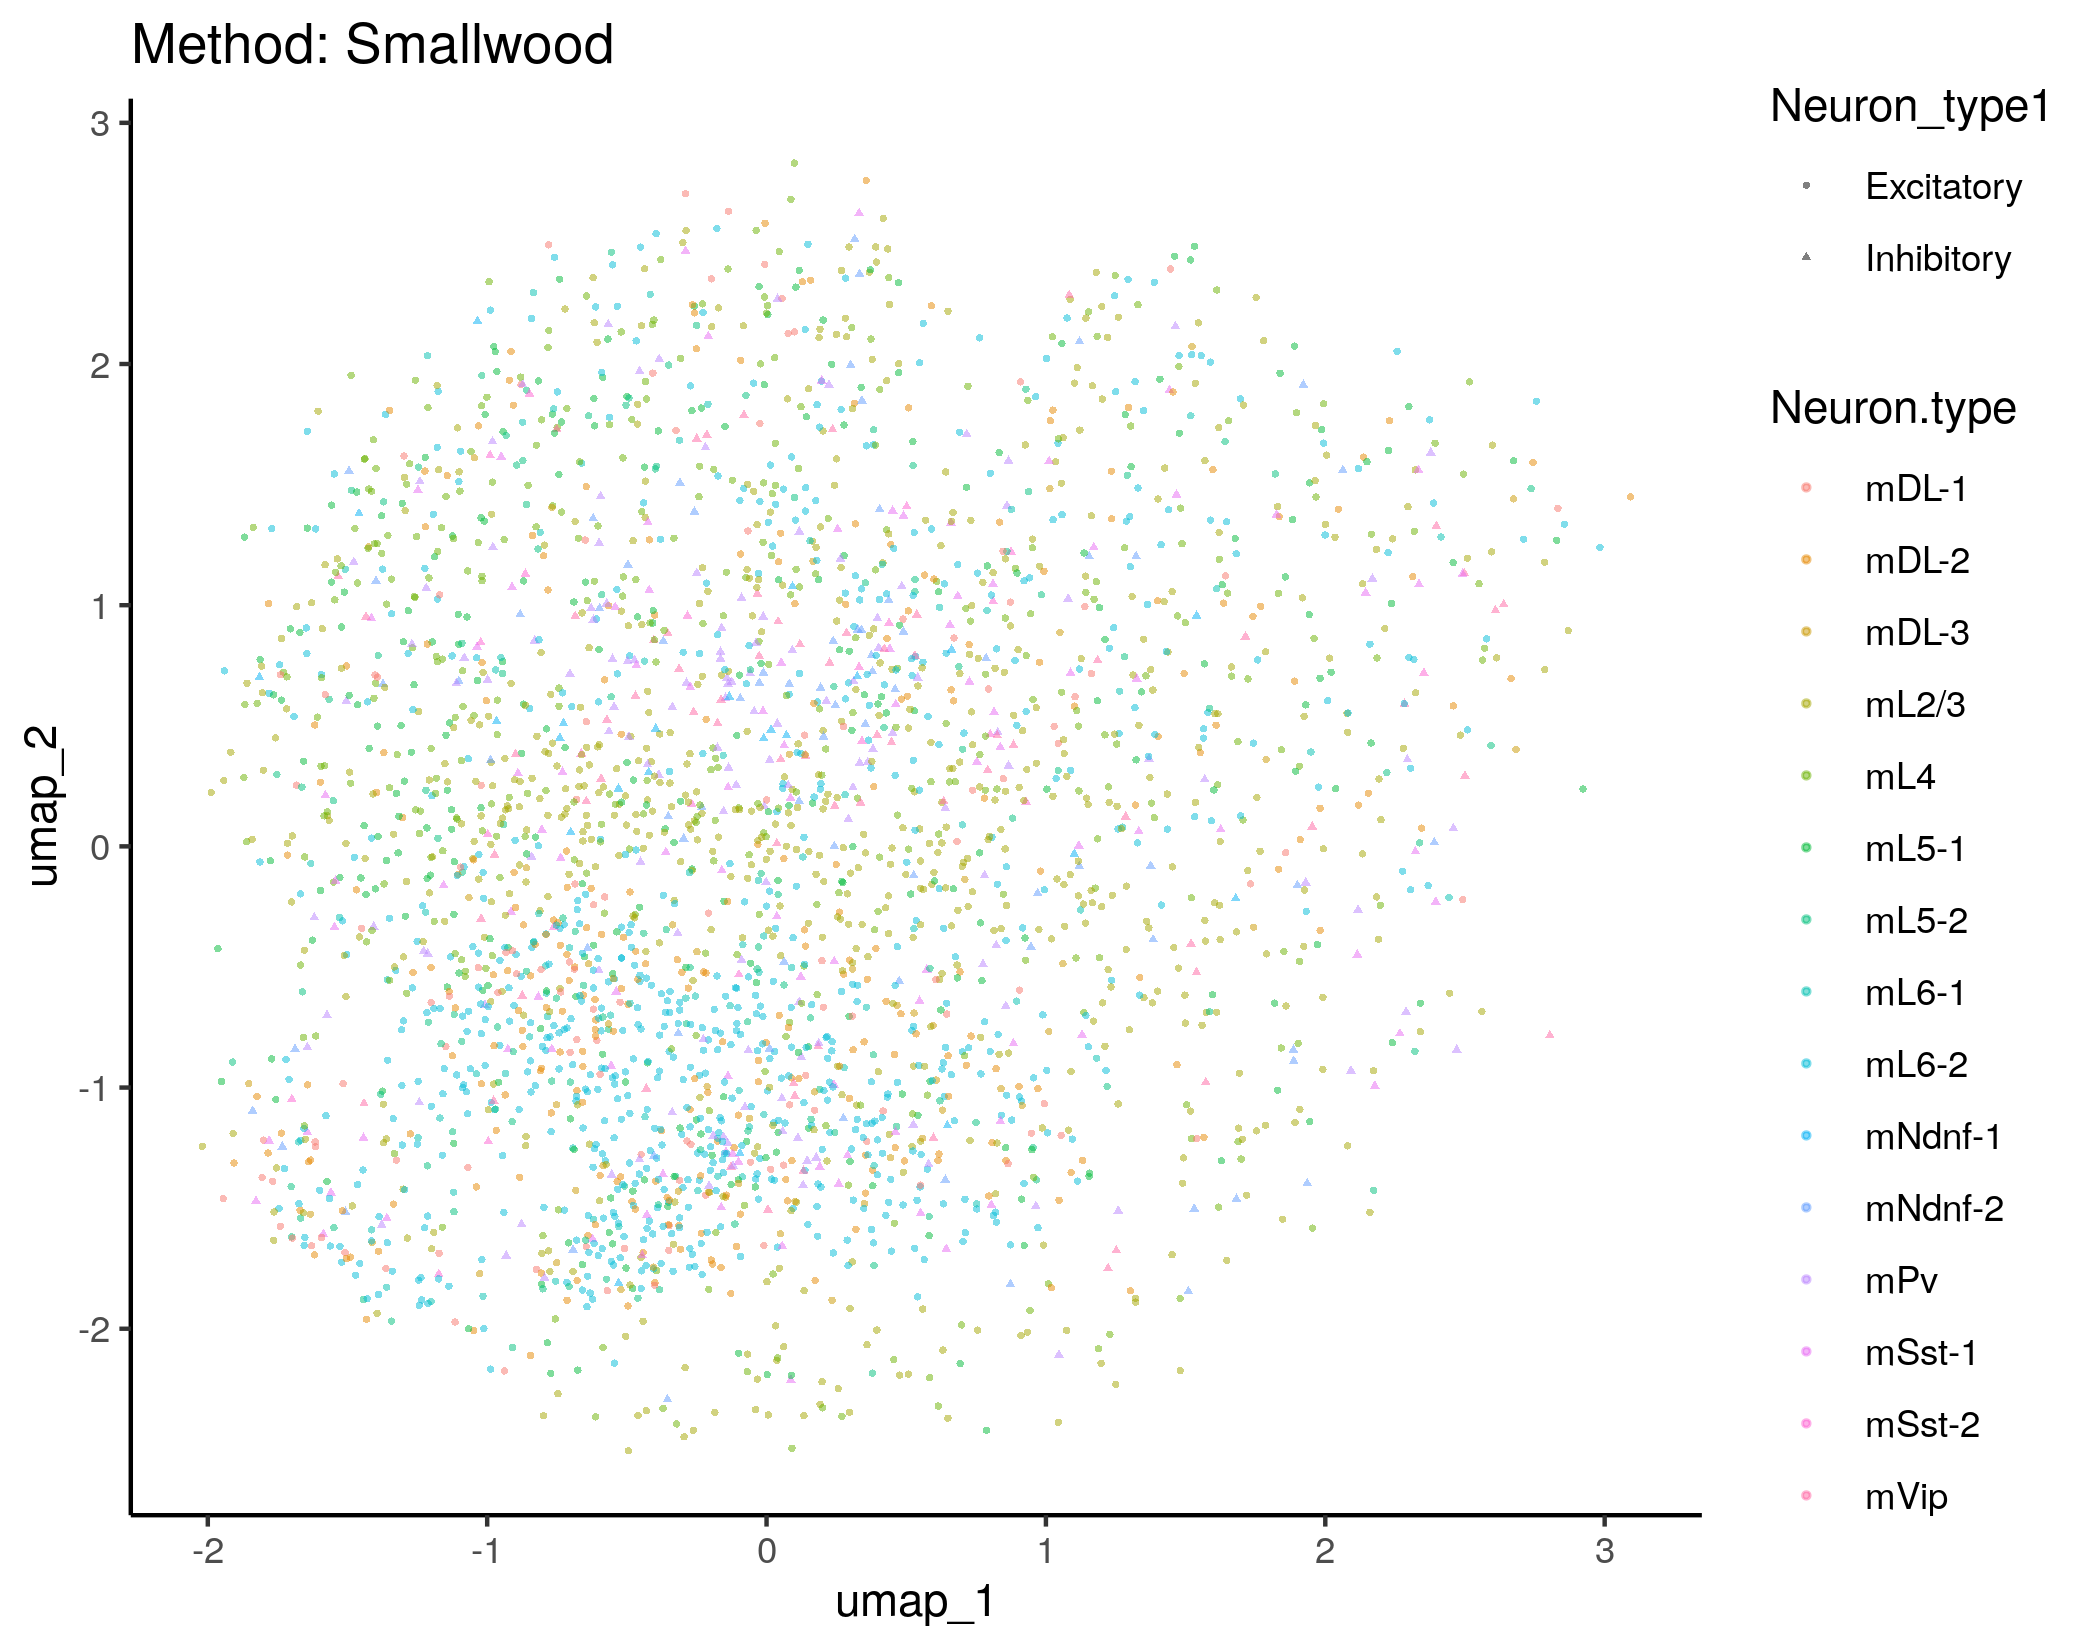 Method: Smallwood
umap_2
3
2
1
0
-1
-2
-2
-1
0
1
2
3
umap_1
Neuron_type1
Excitatory
Inhibitory
Neuron.type
mDL-1
mDL-2
mDL-3
mL2/3
mL4
mL5-1
mL5-2
mL6-1
mL6-2
mNdnf-1
mNdnf-2
mPv
mSst-1
mSst-2
mVip